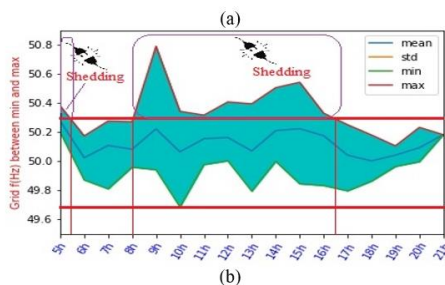 (a)
50.8
50.6
50.4
50.2
50.0
49.8
49.6
Grid f(Hz) between min and max
Shedding
Shedding
mean
std
min
max
5h 6h 7h 8h 9h 10h 11h 12h 13h 14h 15h 16h 17h 18h 19h 20h 21h
(b)